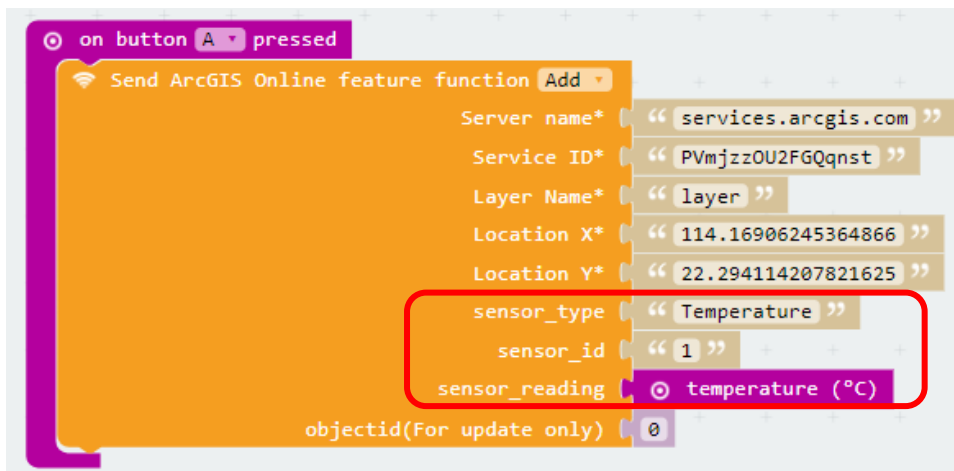 on button A pressed
Send ArcGIS Online feature function Add
Server name* “ services.arcgis.com ”
Service ID* “ PVmjzzOU2FGQqnst ”
Layer Name* “ layer ”
Location X* “ 114.16906245364866 ”
Location Y* “ 22.294114207821625 ”
sensor_type “ Temperature ”
sensor_id “ 1 ”
sensor_reading temperature (°C)
objectid(For update only) 0